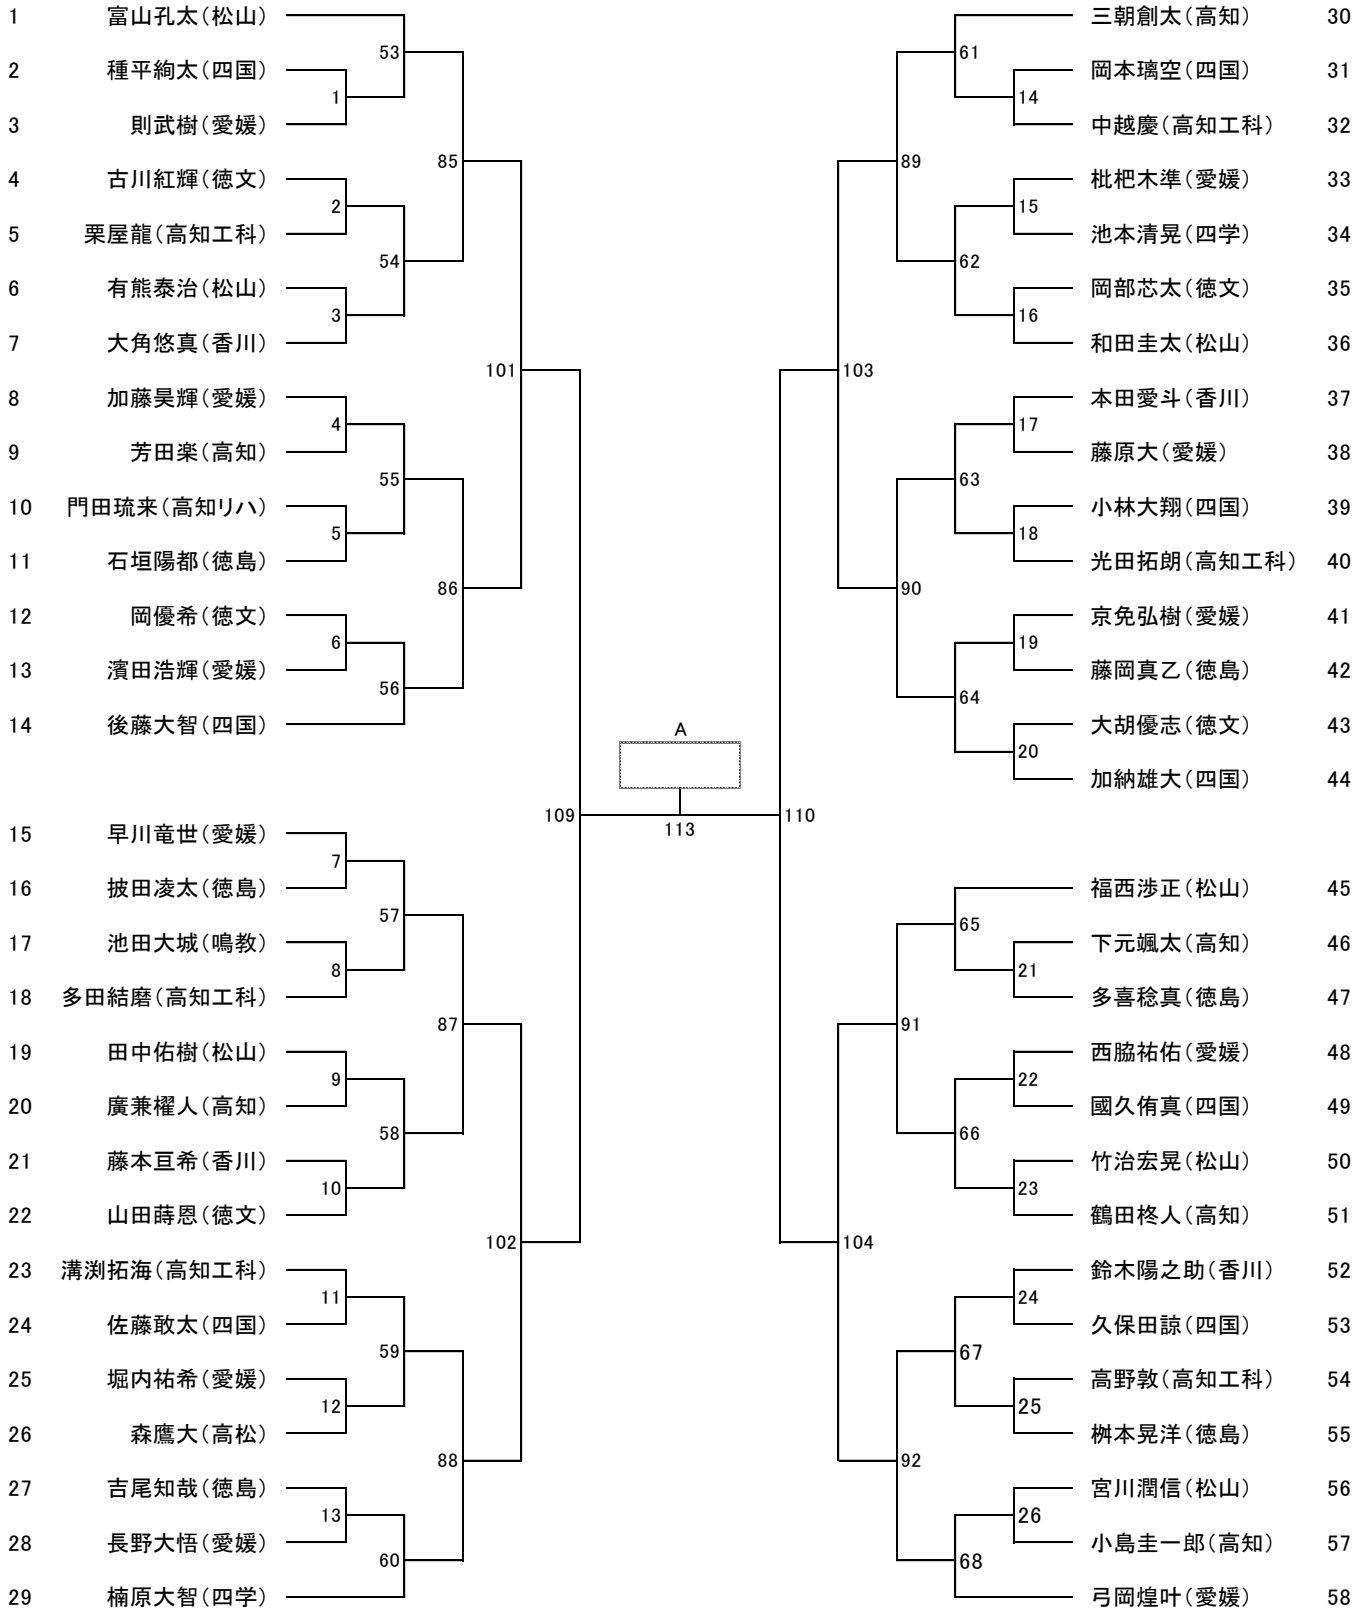 1 富山孔太(松山)
2 種平絢太(四国)
3 則武樹(愛媛)
4 古川紅輝(徳文)
5 栗屋龍(高知工科)
6 有熊泰治(松山)
7 大角悠真(香川)
8 加藤昊輝(愛媛)
9 芳田楽(高知)
10 門田琉来(高知リハ)
11 石垣陽都(徳島)
12 岡優希(徳文)
13 濱田浩輝(愛媛)
14 後藤大智(四国)
15 早川竜世(愛媛)
16 披田凌太(徳島)
17 池田大城(鳴教)
18 多田結磨(高知工科)
19 田中佑樹(松山)
20 廣兼櫂人(高知)
21 藤本亘希(香川)
22 山田蒔恩(徳文)
23 溝渕拓海(高知工科)
24 佐藤敢太(四国)
25 堀内祐希(愛媛)
26 森鷹大(高松)
27 吉尾知哉(徳島)
28 長野大悟(愛媛)
29 楠原大智(四学)
1
2
3
4
5
6
7
8
9
10
11
12
13
53
54
55
56
57
58
59
60
85
86
87
88
101
102
109
A
113
110
103
104
89
90
91
92
61
62
63
64
65
66
67
68
14
15
16
17
18
19
20
21
22
23
24
25
26
三朝創太(高知) 30
岡本璃空(四国) 31
中越慶(高知工科) 32
枇杷木準(愛媛) 33
池本清晃(四学) 34
岡部芯太(徳文) 35
和田圭太(松山) 36
本田愛斗(香川) 37
藤原大(愛媛) 38
小林大翔(四国) 39
光田拓朗(高知工科) 40
京免弘樹(愛媛) 41
藤岡真乙(徳島) 42
大胡優志(徳文) 43
加納雄大(四国) 44
福西渉正(松山) 45
下元颯太(高知) 46
多喜稔真(徳島) 47
西脇祐佑(愛媛) 48
國久侑真(四国) 49
竹治宏晃(松山) 50
鶴田柊人(高知) 51
鈴木陽之助(香川) 52
久保田諒(四国) 53
高野敦(高知工科) 54
桝本晃洋(徳島) 55
宮川潤信(松山) 56
小島圭一郎(高知) 57
弓岡煌叶(愛媛) 58